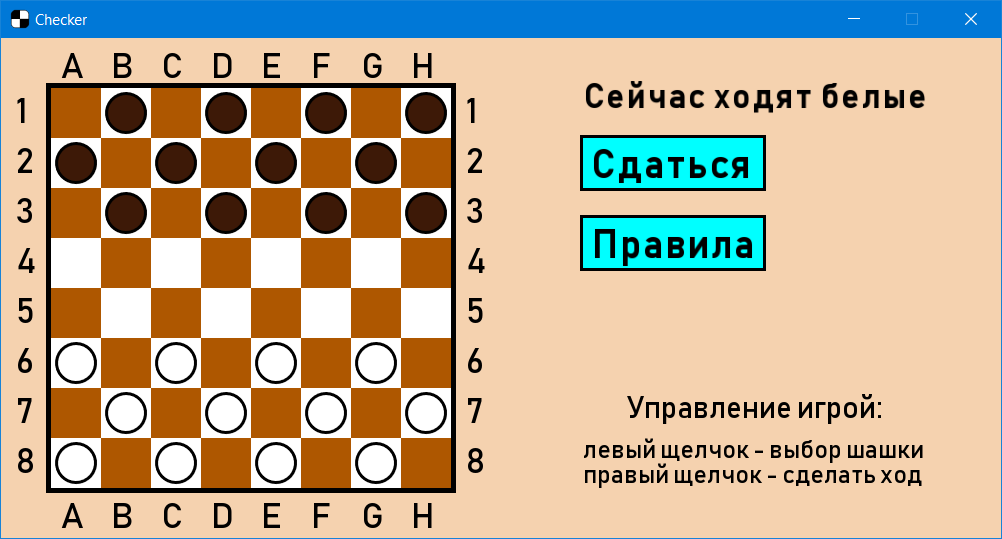 Checker
A B C D E F G H
1 1
Сейчас ходят белые
2 2
Сдаться
3 3
Правила
4 4
5 5
6 6
7 7
Управление игрой:
8 8
левый щелчок - выбор шашки
правый щелчок - сделать ход
A B C D E F G H